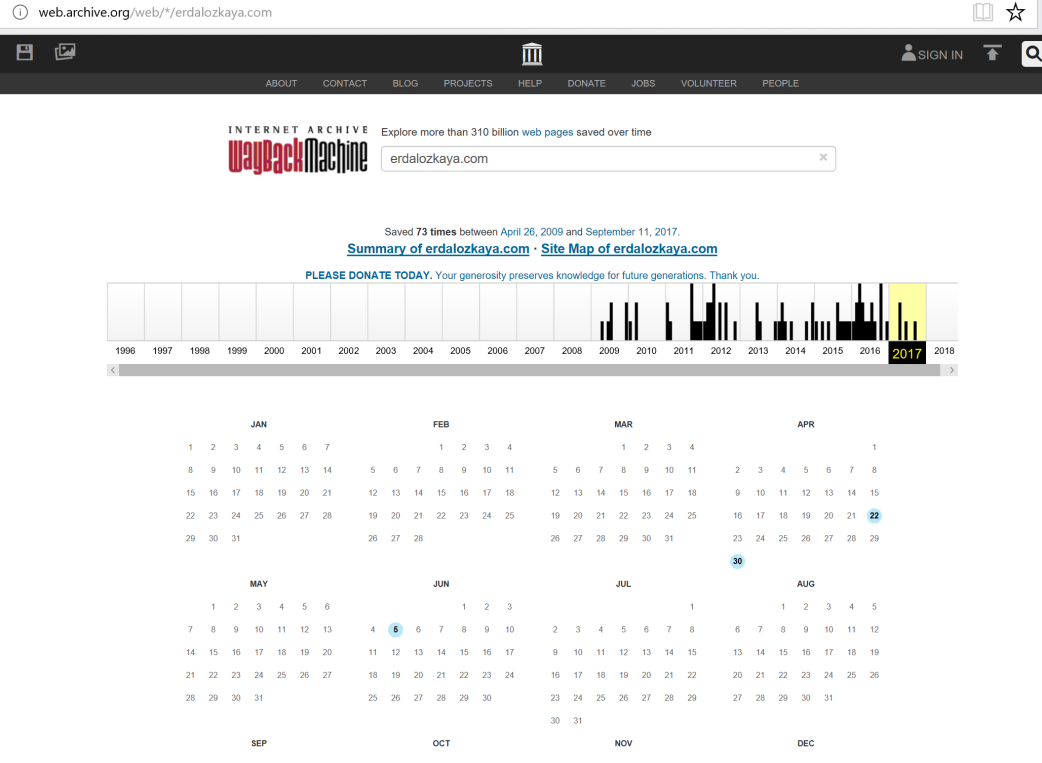 web.archive.org/web/*/erdalozkaya.com
SIGN IN
ABOUT CONTACT BLOG PROJECTS HELP DONATE JOBS VOLUNTEER PEOPLE
INTERNET ARCHIVE
WayBackMachine
Explore more than 310 billion web pages saved over time
erdalozkaya.com ×
Saved 73 times between April 26, 2009 and September 11, 2017.
Summary of erdalozkaya.com · Site Map of erdalozkaya.com
PLEASE DONATE TODAY. Your generosity preserves knowledge for future generations. Thank you.
1996 1997 1998 1999 2000 2001 2002 2003 2004 2005 2006 2007 2008 2009 2010 2011 2012 2013 2014 2015 2016 2017 2018
JAN FEB MAR APR
1 2 3 4 5 6 7 1 2 3 4 1 2 3 4 1
8 9 10 11 12 13 14 5 6 7 8 9 10 11 5 6 7 8 9 10 11 2 3 4 5 6 7 8
15 16 17 18 19 20 21 12 13 14 15 16 17 18 12 13 14 15 16 17 18 9 10 11 12 13 14 15
22 23 24 25 26 27 28 19 20 21 22 23 24 25 19 20 21 22 23 24 25 16 17 18 19 20 21 22
29 30 31 26 27 28 26 27 28 29 30 31 23 24 25 26 27 28 29
30
MAY JUN JUL AUG
1 2 3 4 5 6 1 2 3 1 1 2 3 4 5
7 8 9 10 11 12 13 4 5 6 7 8 9 10 2 3 4 5 6 7 8 6 7 8 9 10 11 12
14 15 16 17 18 19 20 11 12 13 14 15 16 17 9 10 11 12 13 14 15 13 14 15 16 17 18 19
21 22 23 24 25 26 27 18 19 20 21 22 23 24 16 17 18 19 20 21 22 20 21 22 23 24 25 26
28 29 30 31 25 26 27 28 29 30 23 24 25 26 27 28 29 27 28 29 30 31
30 31
SEP OCT NOV DEC